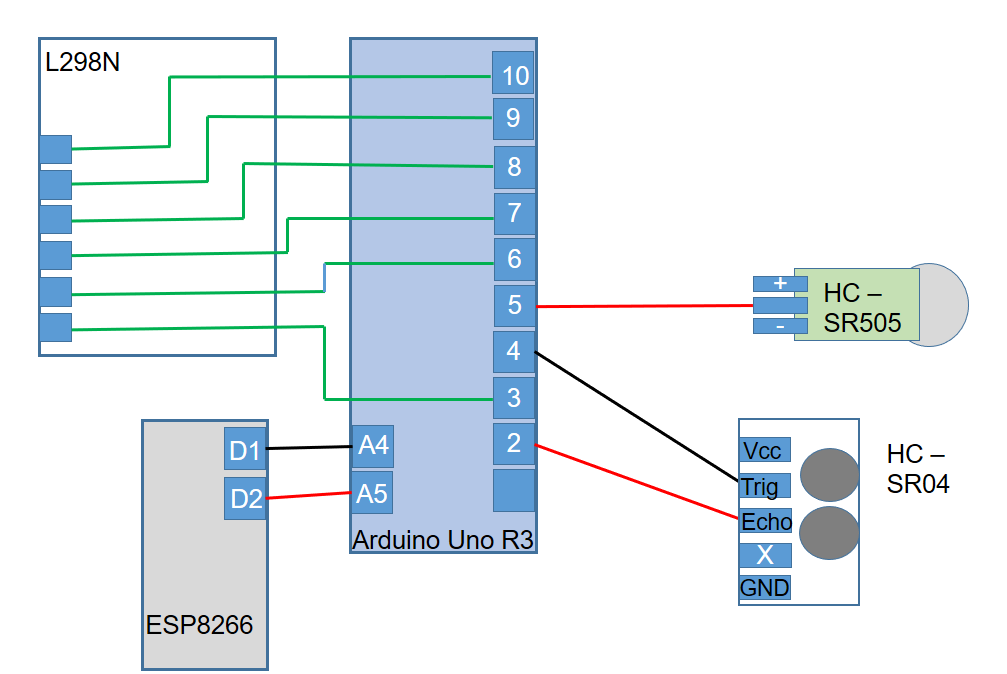 L298N
10
9
8
7
6
5
4
3
2
A4
A5
Arduino Uno R3
D1
D2
ESP8266
+
-
HC –
SR505
Vcc
Trig
Echo
X
GND
HC –
SR04